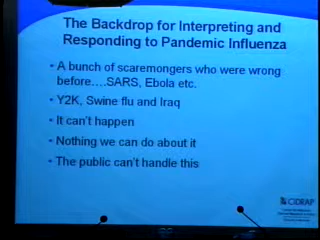 The Backdrop for Interpreting and
Responding to Pandemic Influenza
• A bunch of scaremongers who were wrong
before....SARS, Ebola etc.
• Y2K, Swine flu and Iraq
• It can't happen
• Nothing we can do about it
• The public can't handle this
CIDRAP